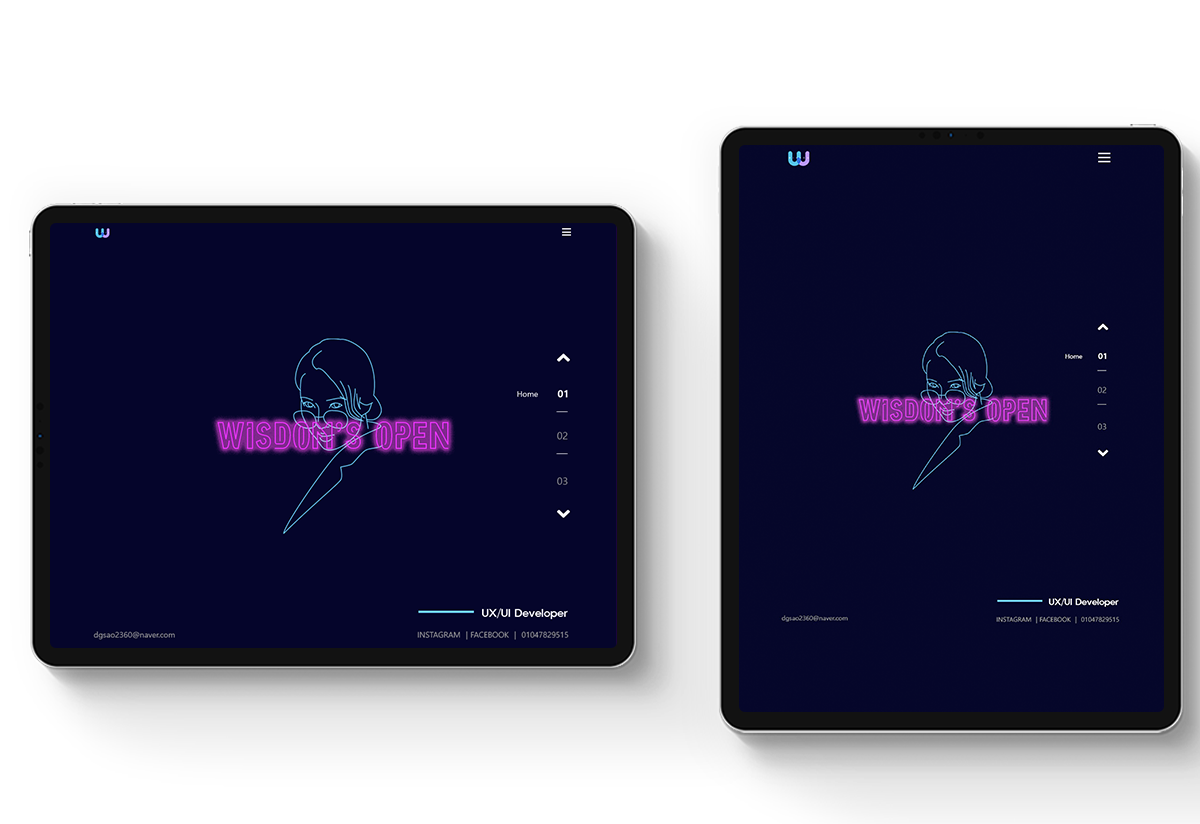 W
Home 01
02
03
WiSDOM'S OPEN
UX/UI Developer
dgsao2360@naver.com
INSTAGRAM | FACEBOOK | 01047829515
W
Home 01
02
03
WiSDOM'S OPEN
UX/UI Developer
dgsao2360@naver.com
INSTAGRAM | FACEBOOK | 01047829515